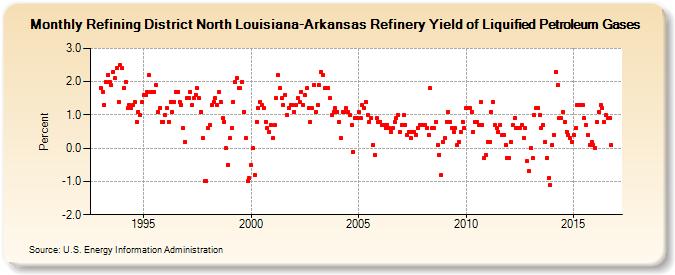 Monthly Refining District North Louisiana-Arkansas Refinery Yield of Liquified Petroleum Gases
Percent
3.0
2.0
1.0
0.0
-1.0
-2.0
1995 2000 2005 2010 2015
Source: U.S. Energy Information Administration